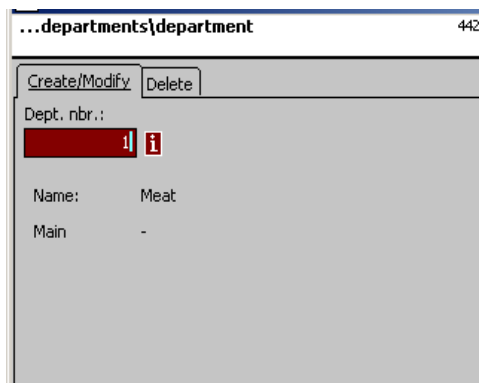 ...departments\department 442
Create/Modify Delete
Dept. nbr.:
1 i
Name: Meat
Main -